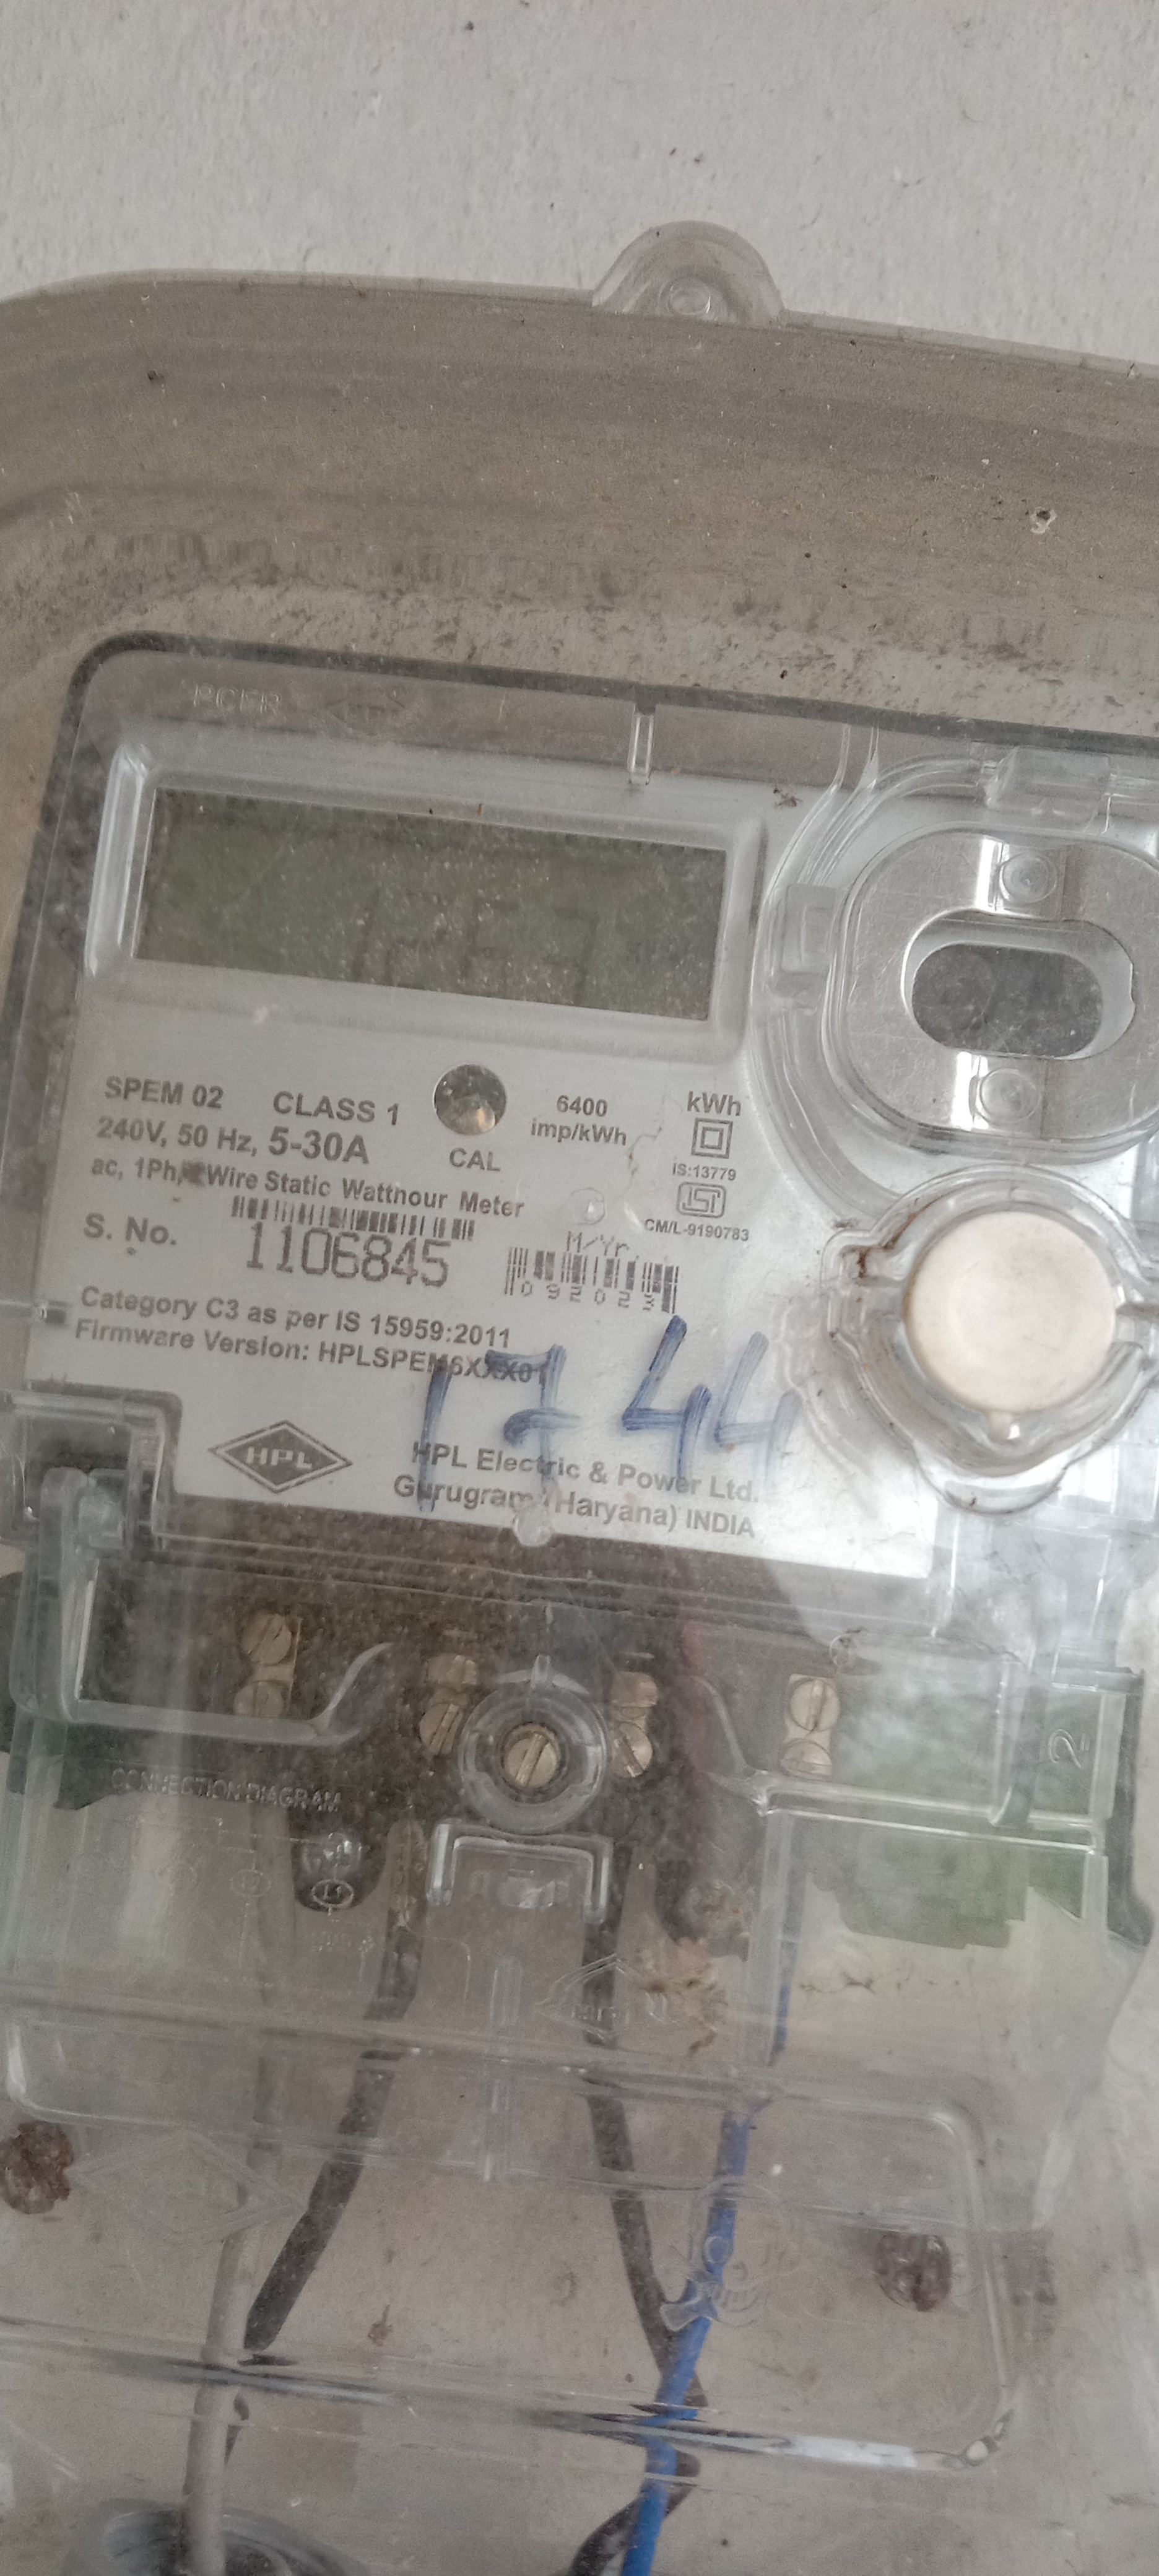 SPEM 02 CLASS 1
240V, 50 Hz, 5-30A
CAL
6400
imp/kWh
kWh
IS:13779
ISI
CM/L-9190783
ac, 1Ph, Wire Static Watthour Meter
S. No. 1106845
M/Yr.
092023
Category C3 as per IS 15959:2011
Firmware Version: HPLSPEM6XXX01
1744
HPL
HPL Electric & Power Ltd.
Gurugram (Haryana) INDIA
2
CONNECTION DIAGRAM